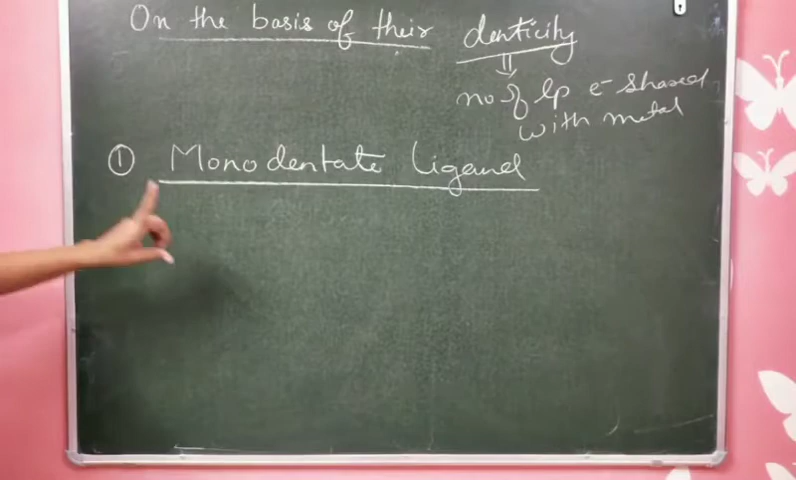 On the basis of their denticity
⇓
no of lp e- shared
with metal
① Monodentate Ligand